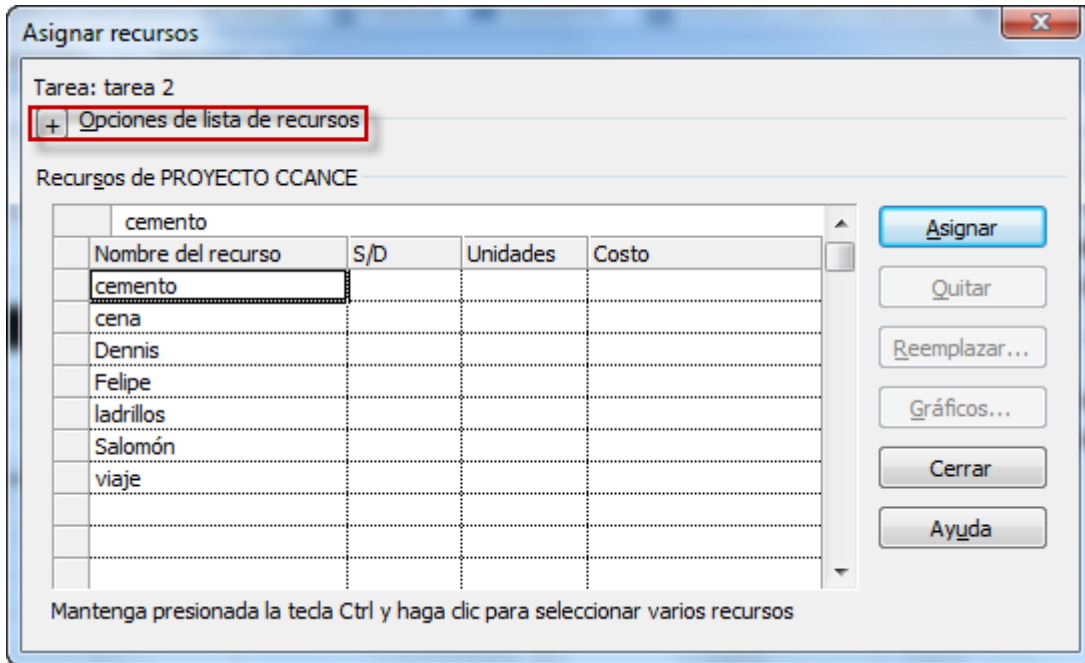 Asignar recursos
Tarea: tarea 2
+ Opciones de lista de recursos
Recursos de PROYECTO CCANCE
cemento
Nombre del recurso S/D Unidades Costo
cemento
cena
Dennis
Felipe
ladrillos
Salomón
viaje
Asignar
Quitar
Reemplazar...
Gráficos...
Cerrar
Ayuda
Mantenga presionada la tecla Ctrl y haga clic para seleccionar varios recursos